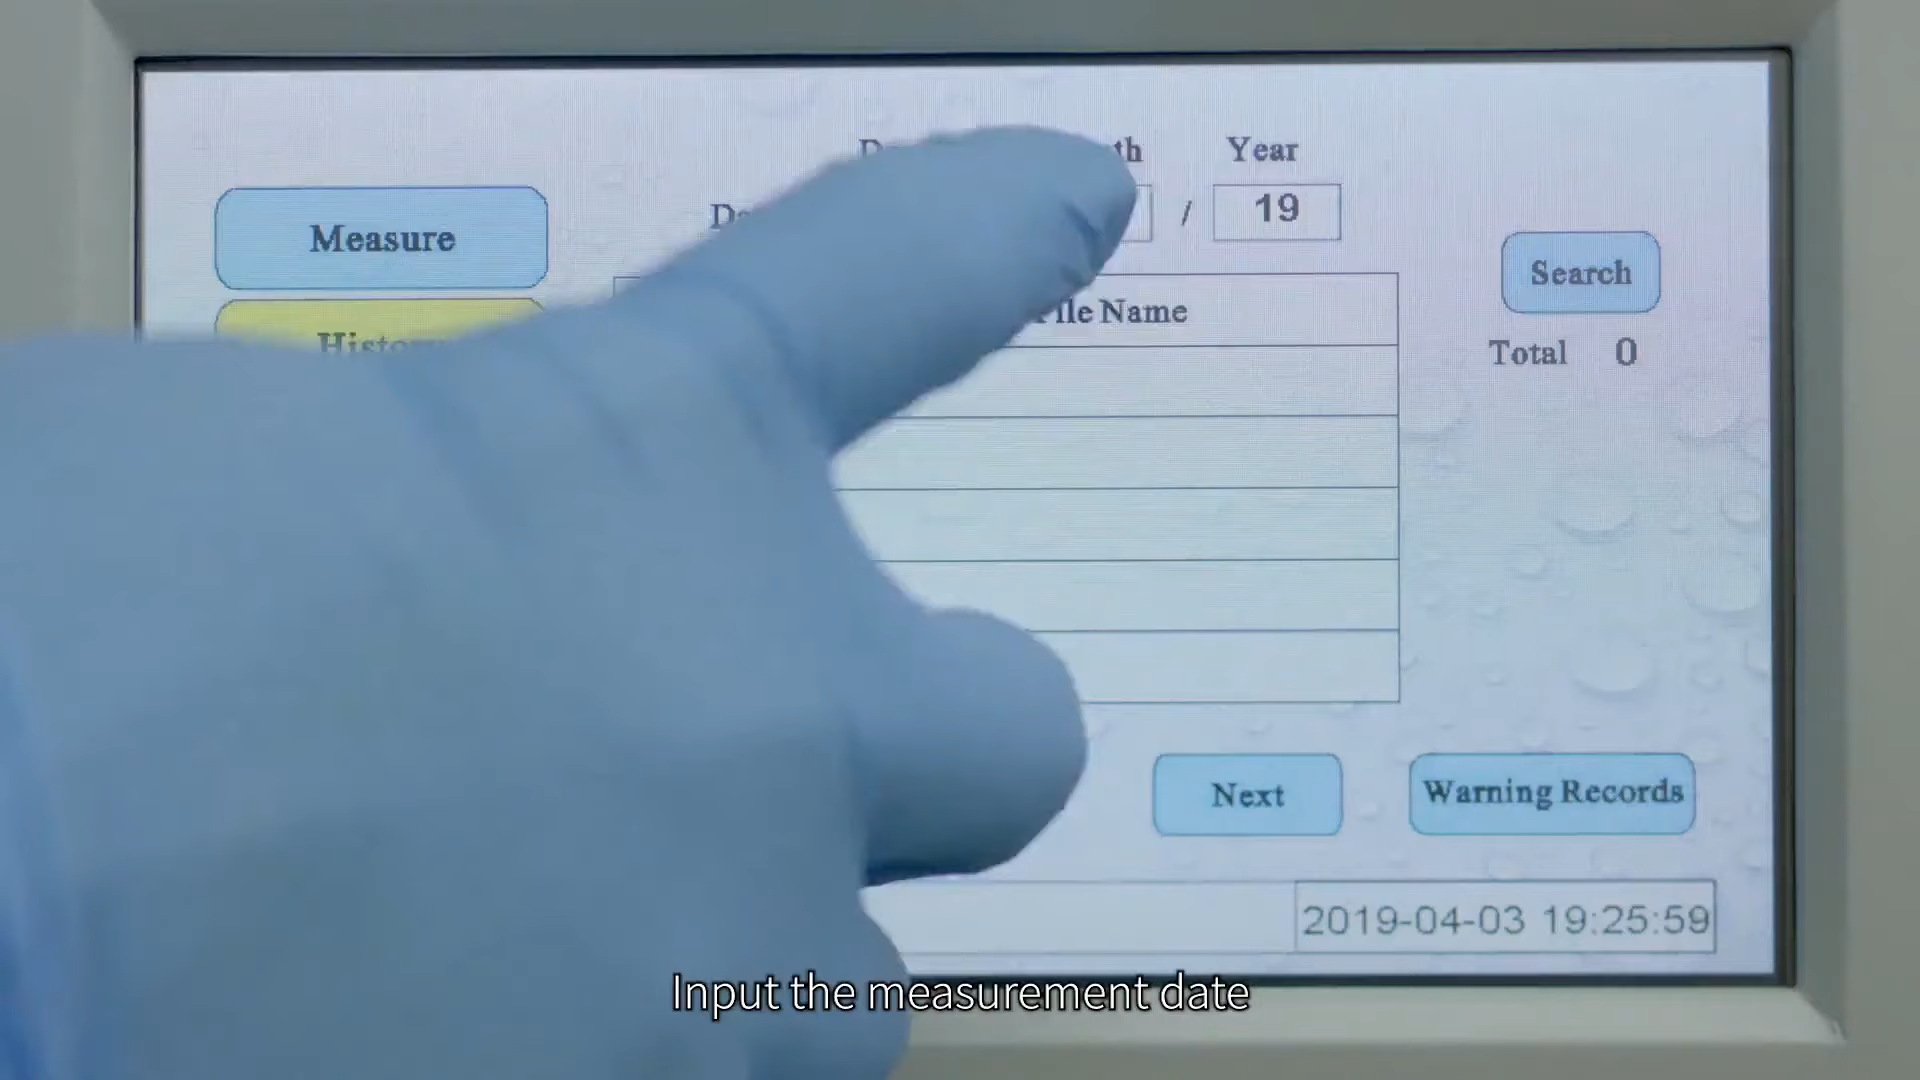 Year
Measure
/ 19
Search
File Name
Total 0
Next
Warning Records
2019-04-03 19:25:59
Input the measurement date